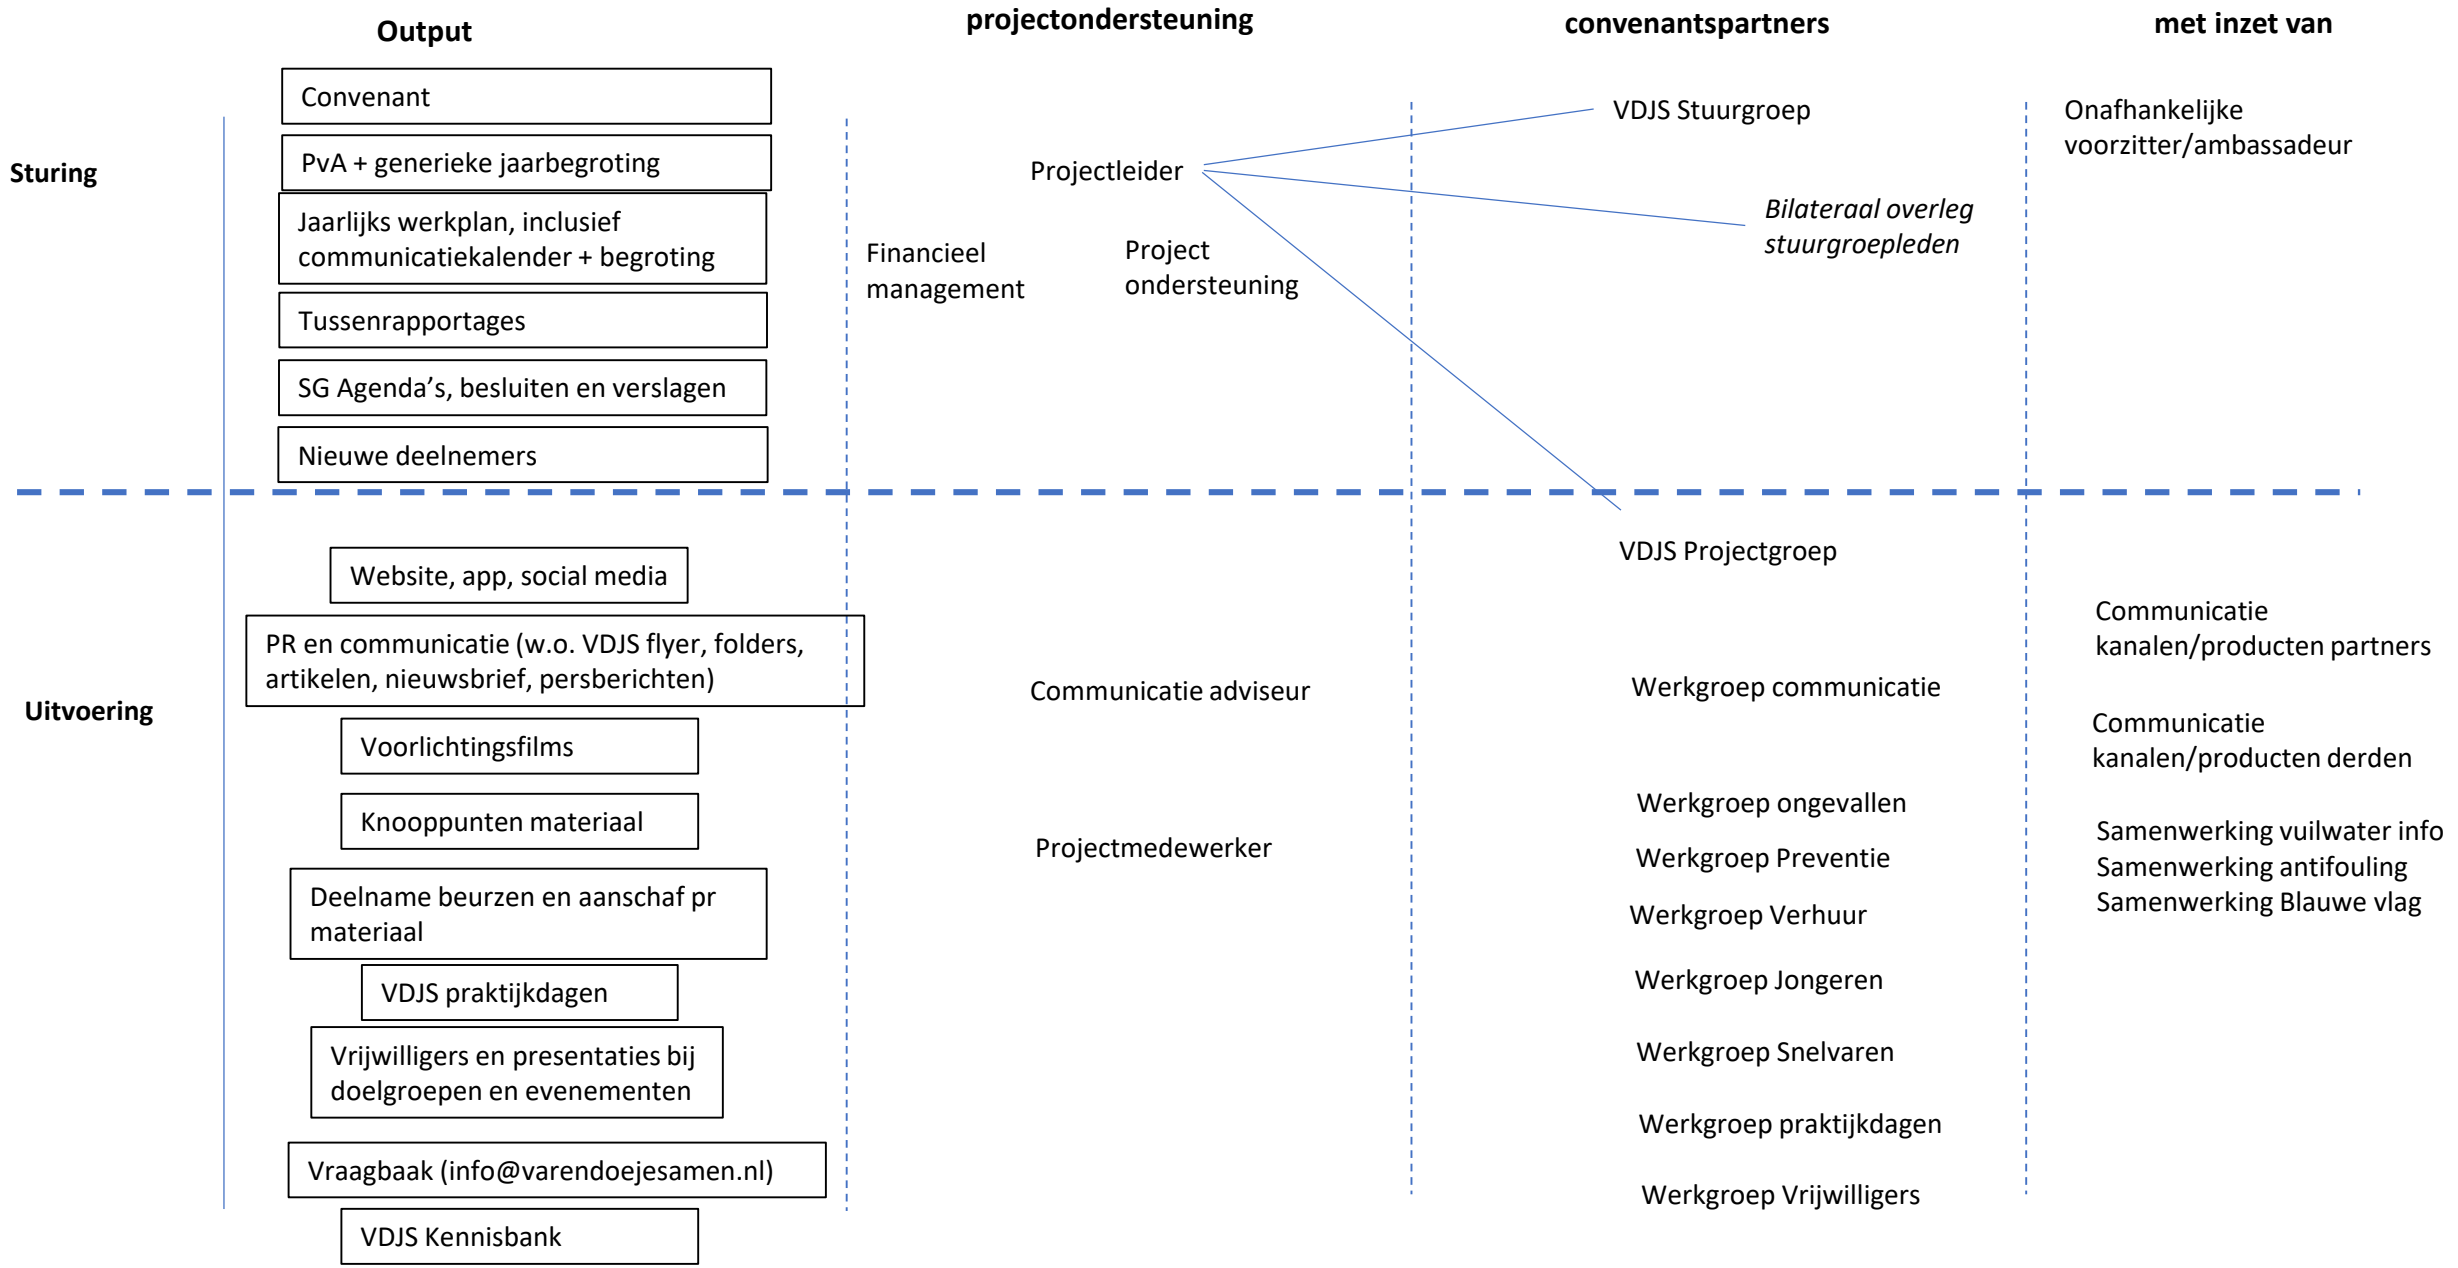 Output
projectondersteuning
convenantspartners
met inzet van
Sturing
Convenant
PvA + generieke jaarbegroting
Jaarlijks werkplan, inclusief
communicatiekalender + begroting
Tussenrapportages
SG Agenda’s, besluiten en verslagen
Nieuwe deelnemers
Projectleider
Financieel
management
Project
ondersteuning
VDJS Stuurgroep
Bilateraal overleg
stuurgroepleden
Onafhankelijke
voorzitter/ambassadeur
Uitvoering
Website, app, social media
PR en communicatie (w.o. VDJS flyer, folders,
artikelen, nieuwsbrief, persberichten)
Voorlichtingsfilms
Knooppunten materiaal
Deelname beurzen en aanschaf pr
materiaal
VDJS praktijkdagen
Vrijwilligers en presentaties bij
doelgroepen en evenementen
Vraagbaak (info@varendoejesamen.nl)
VDJS Kennisbank
Communicatie adviseur
Projectmedewerker
VDJS Projectgroep
Werkgroep communicatie
Werkgroep ongevallen
Werkgroep Preventie
Werkgroep Verhuur
Werkgroep Jongeren
Werkgroep Snelvaren
Werkgroep praktijkdagen
Werkgroep Vrijwilligers
Communicatie
kanalen/producten partners
Communicatie
kanalen/producten derden
Samenwerking vuilwater info
Samenwerking antifouling
Samenwerking Blauwe vlag